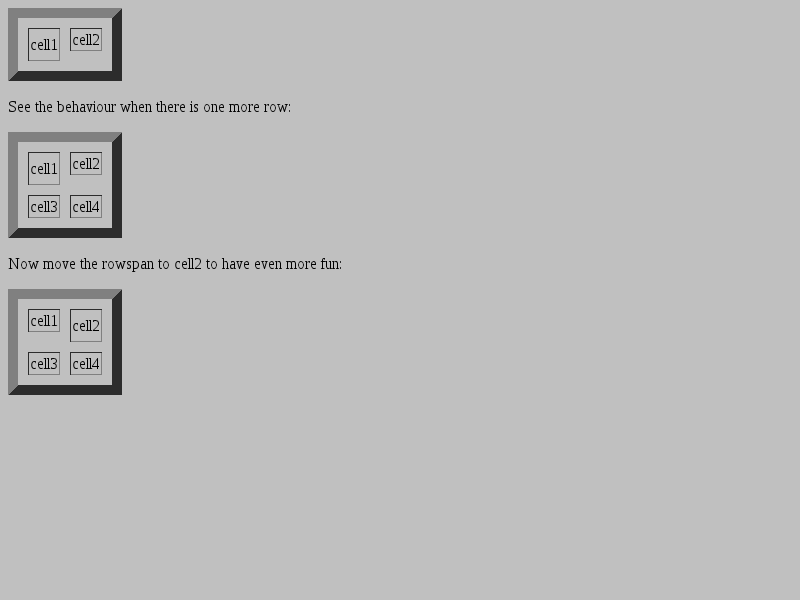 cell1 cell2
See the behaviour when there is one more row:
cell1 cell2
cell3 cell4
Now move the rowspan to cell2 to have even more fun:
cell1 cell2
cell3 cell4